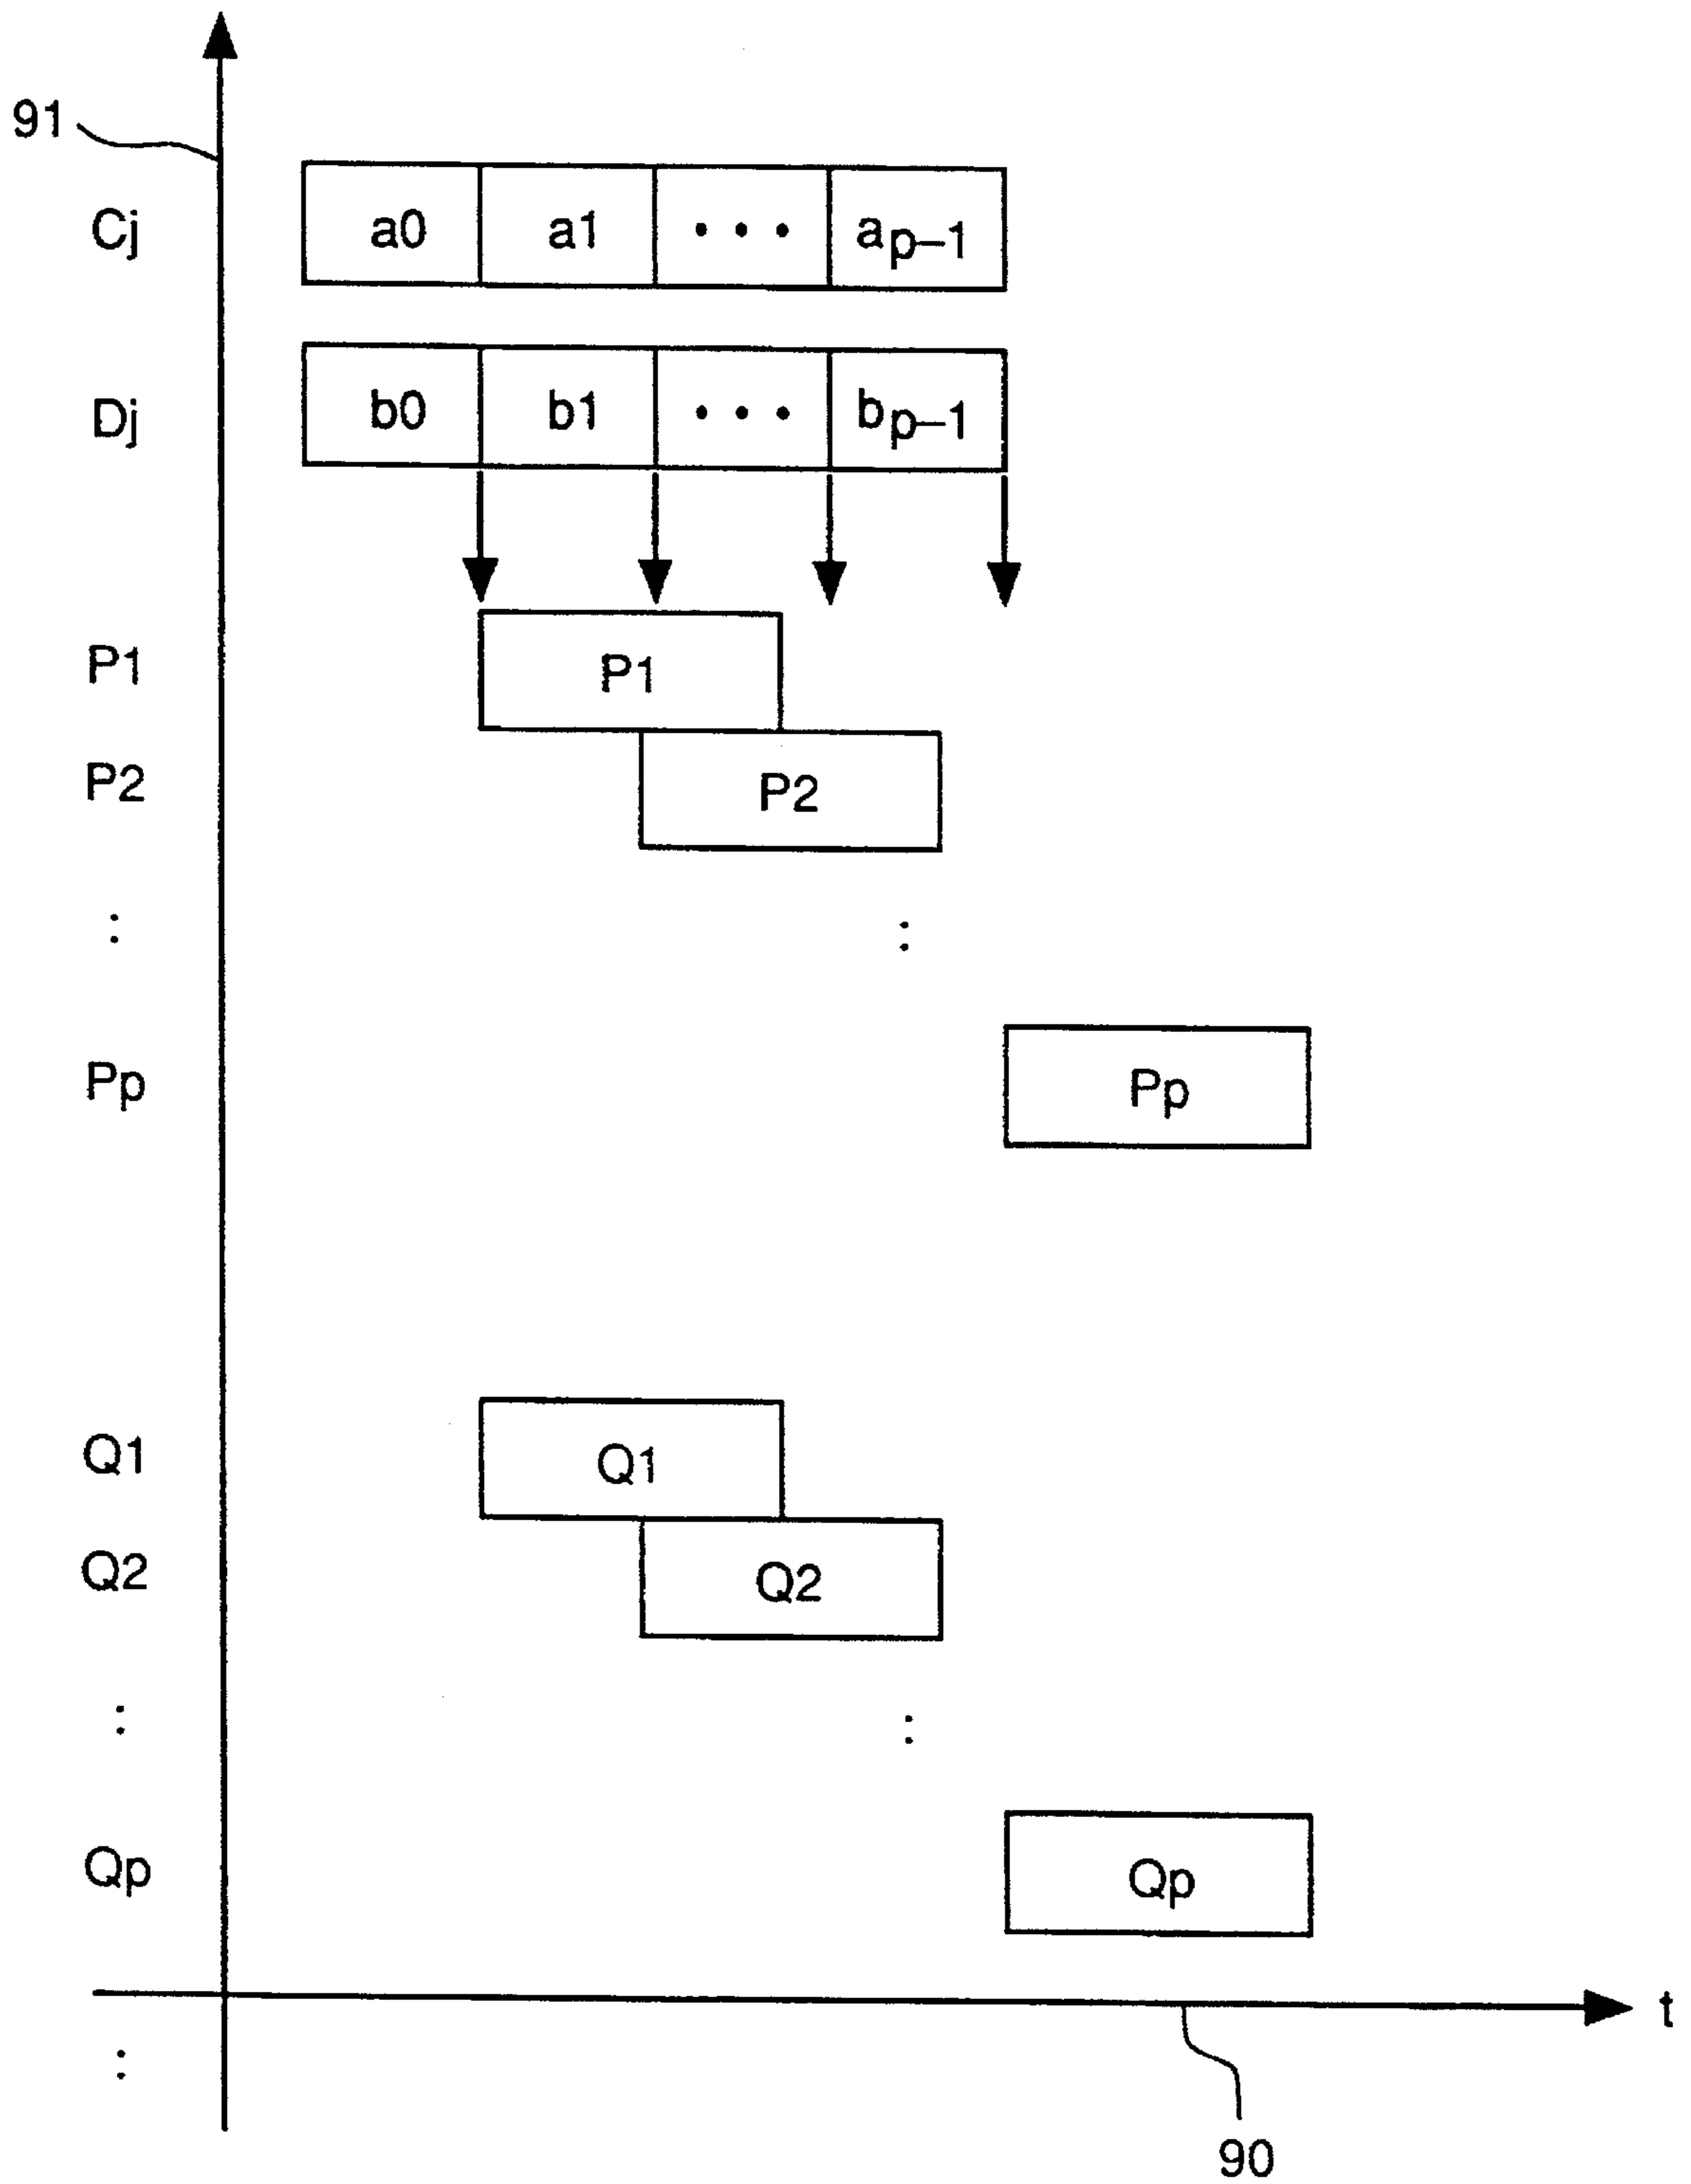 91
Cj a0 a1 • • • ap–1
Dj b0 b1 • • • bp–1
P1 P1
P2 P2
: :
Pp Pp
Q1 Q1
Q2 Q2
: :
Qp Qp
t
:
90